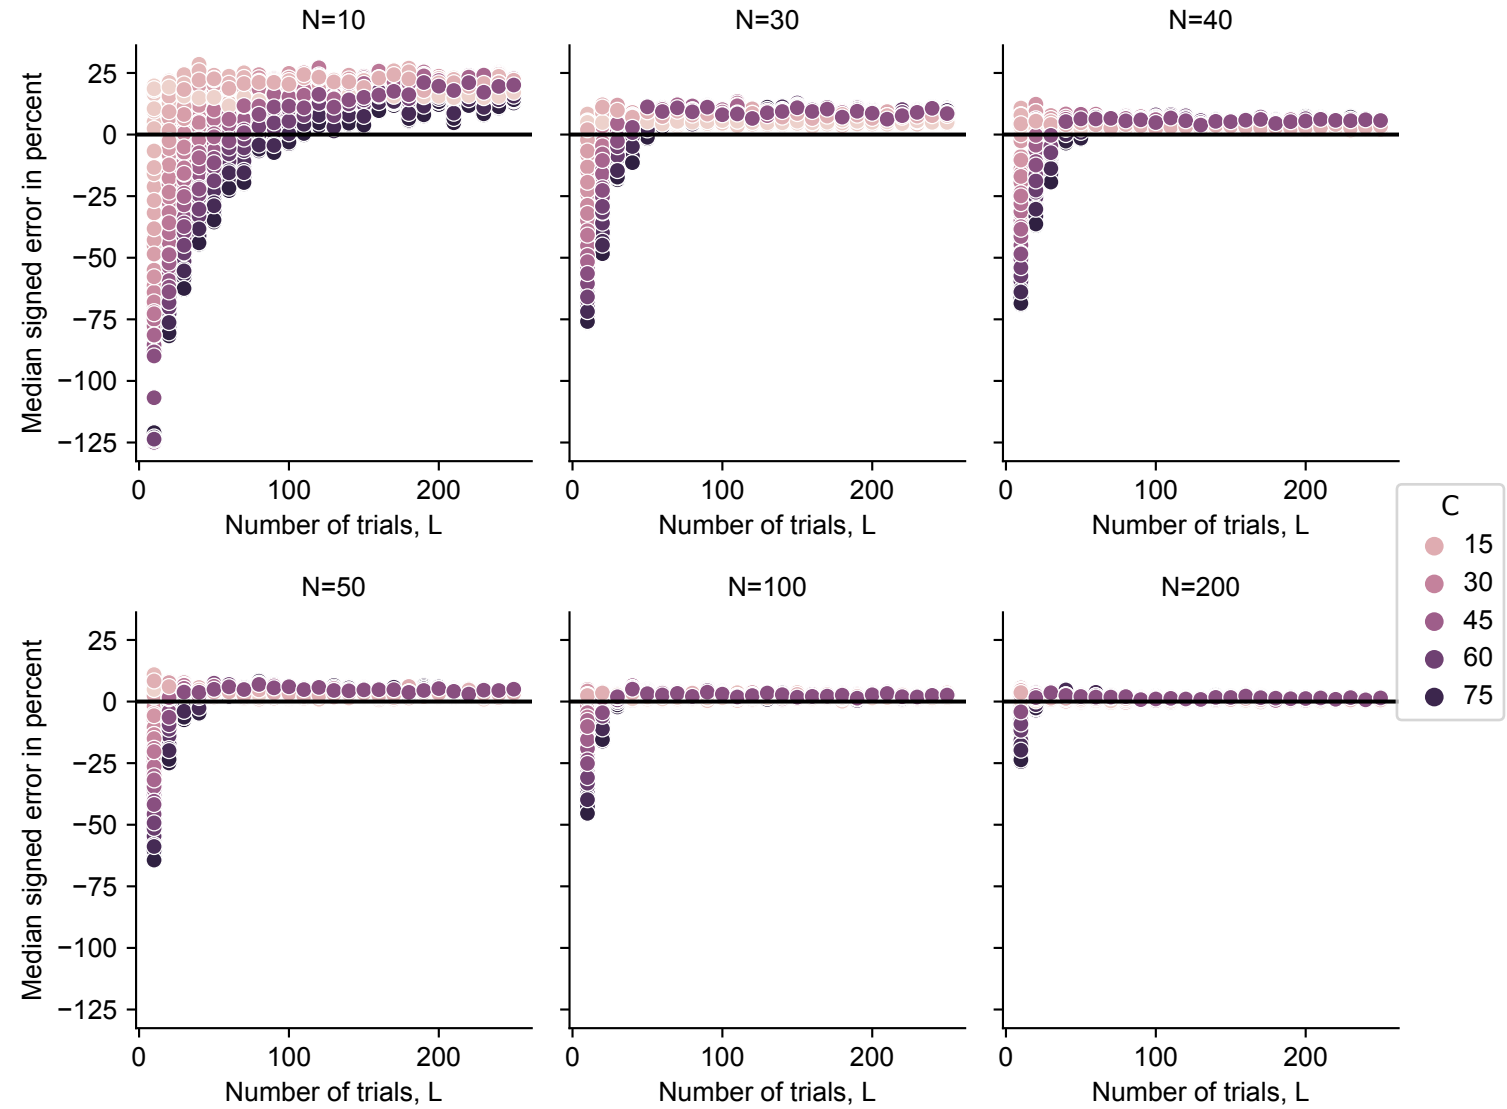 N=10
N=30
N=40
Median signed error in percent
25
0
−25
−50
−75
−100
−125
0 100 200
0 100 200
0 100 200
Number of trials, L
Number of trials, L
Number of trials, L
C
15
30
45
60
75
N=50
N=100
N=200
Median signed error in percent
25
0
−25
−50
−75
−100
−125
0 100 200
0 100 200
0 100 200
Number of trials, L
Number of trials, L
Number of trials, L